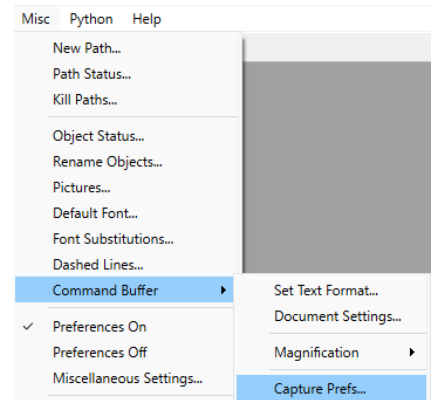 Misc Python Help
New Path...
Path Status...
Kill Paths...
Object Status...
Rename Objects...
Pictures...
Default Font...
Font Substitutions...
Dashed Lines...
Command Buffer
Preferences On
Preferences Off
Miscellaneous Settings...
Set Text Format...
Document Settings...
Magnification
Capture Prefs...